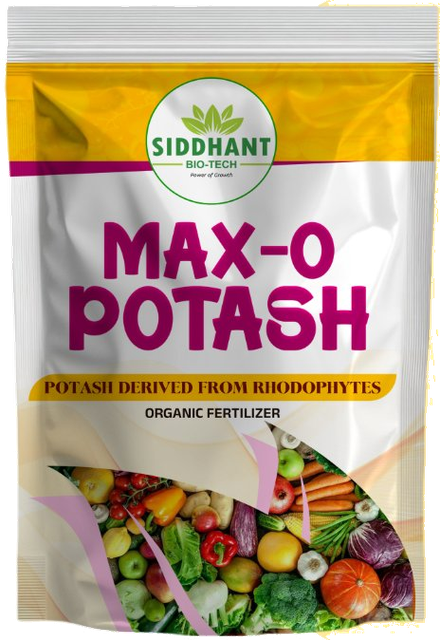 SIDDHANT
BIO-TECH
Power of Growth
MAX-O
POTASH
POTASH DERIVED FROM RHODOPHYTES
ORGANIC FERTILIZER